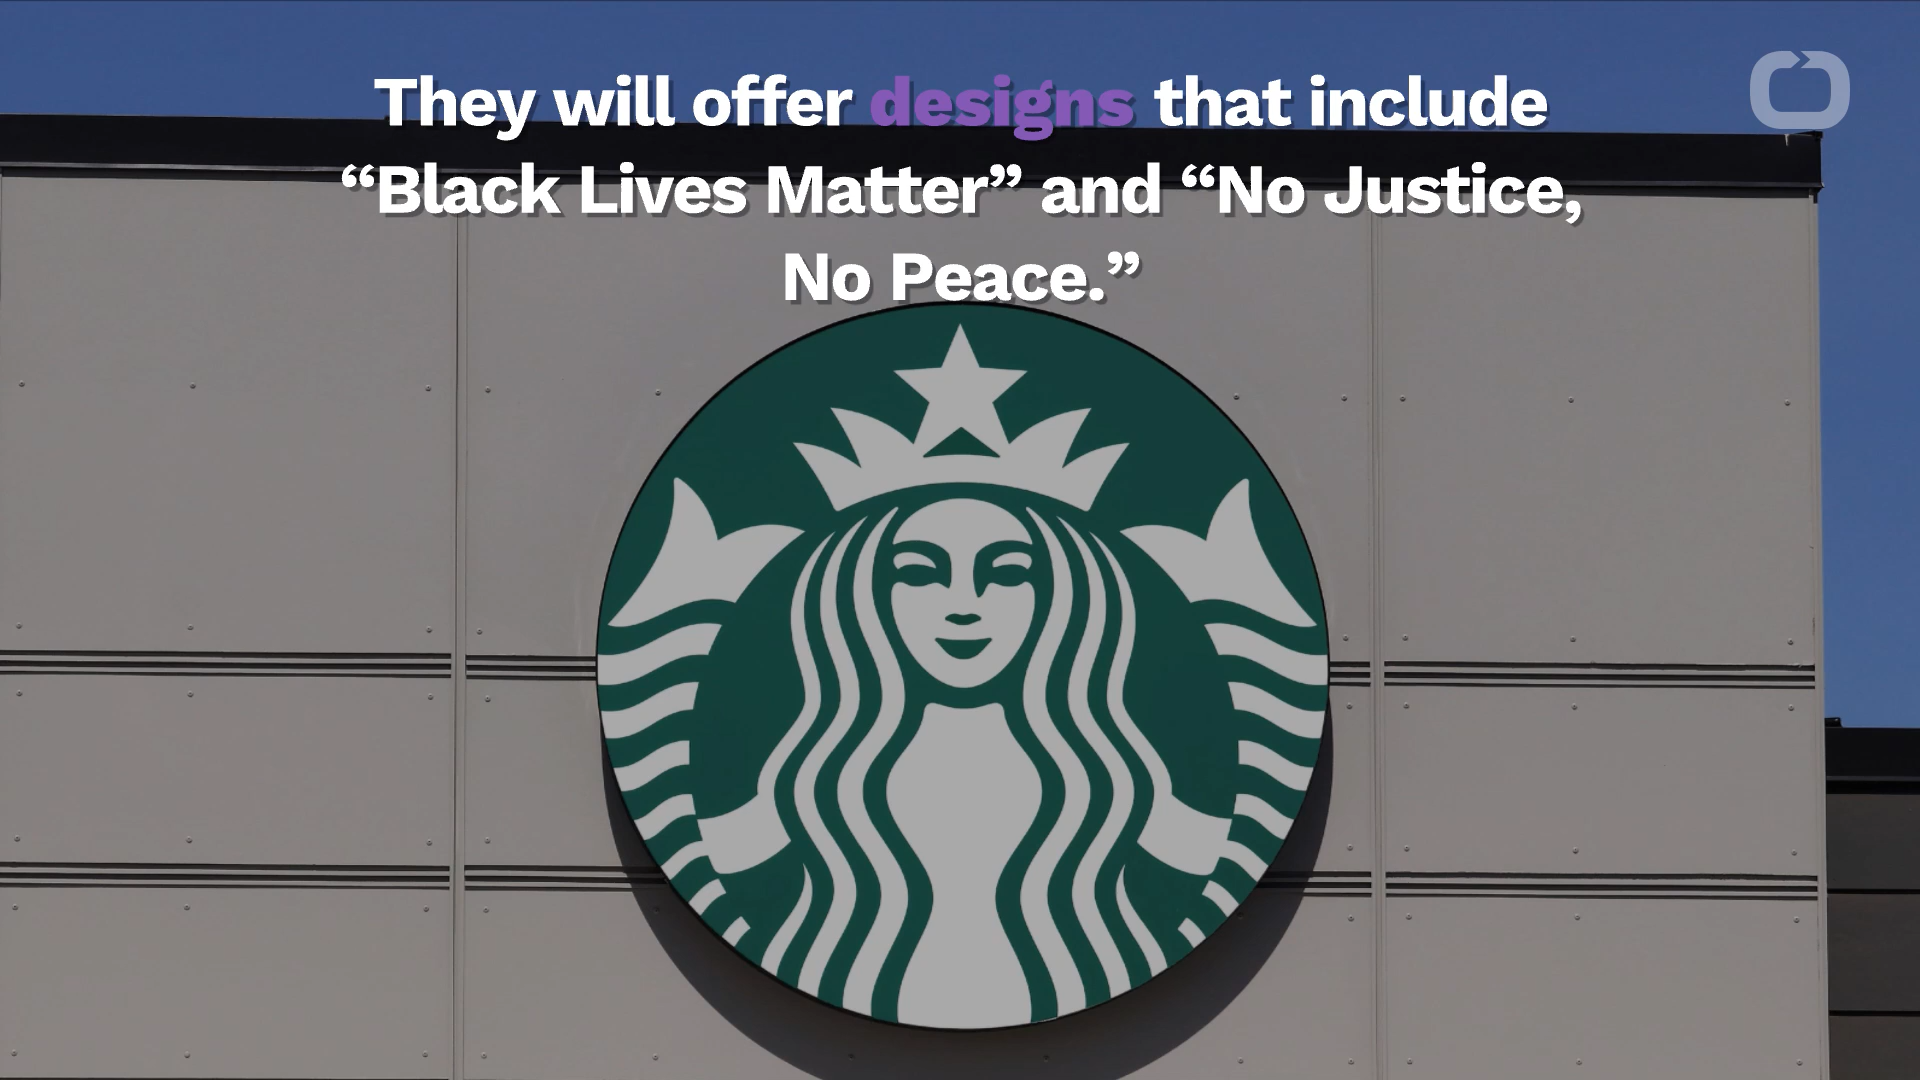 They will offer designs that include
“Black Lives Matter” and “No Justice,
No Peace.”